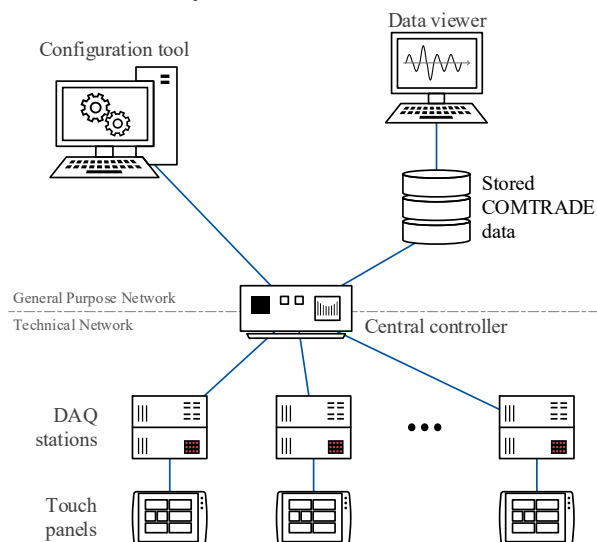 Data viewer
Configuration tool
Stored
COMTRADE
data
General Purpose Network
Technical Network
Central controller
DAQ
stations
Touch
panels